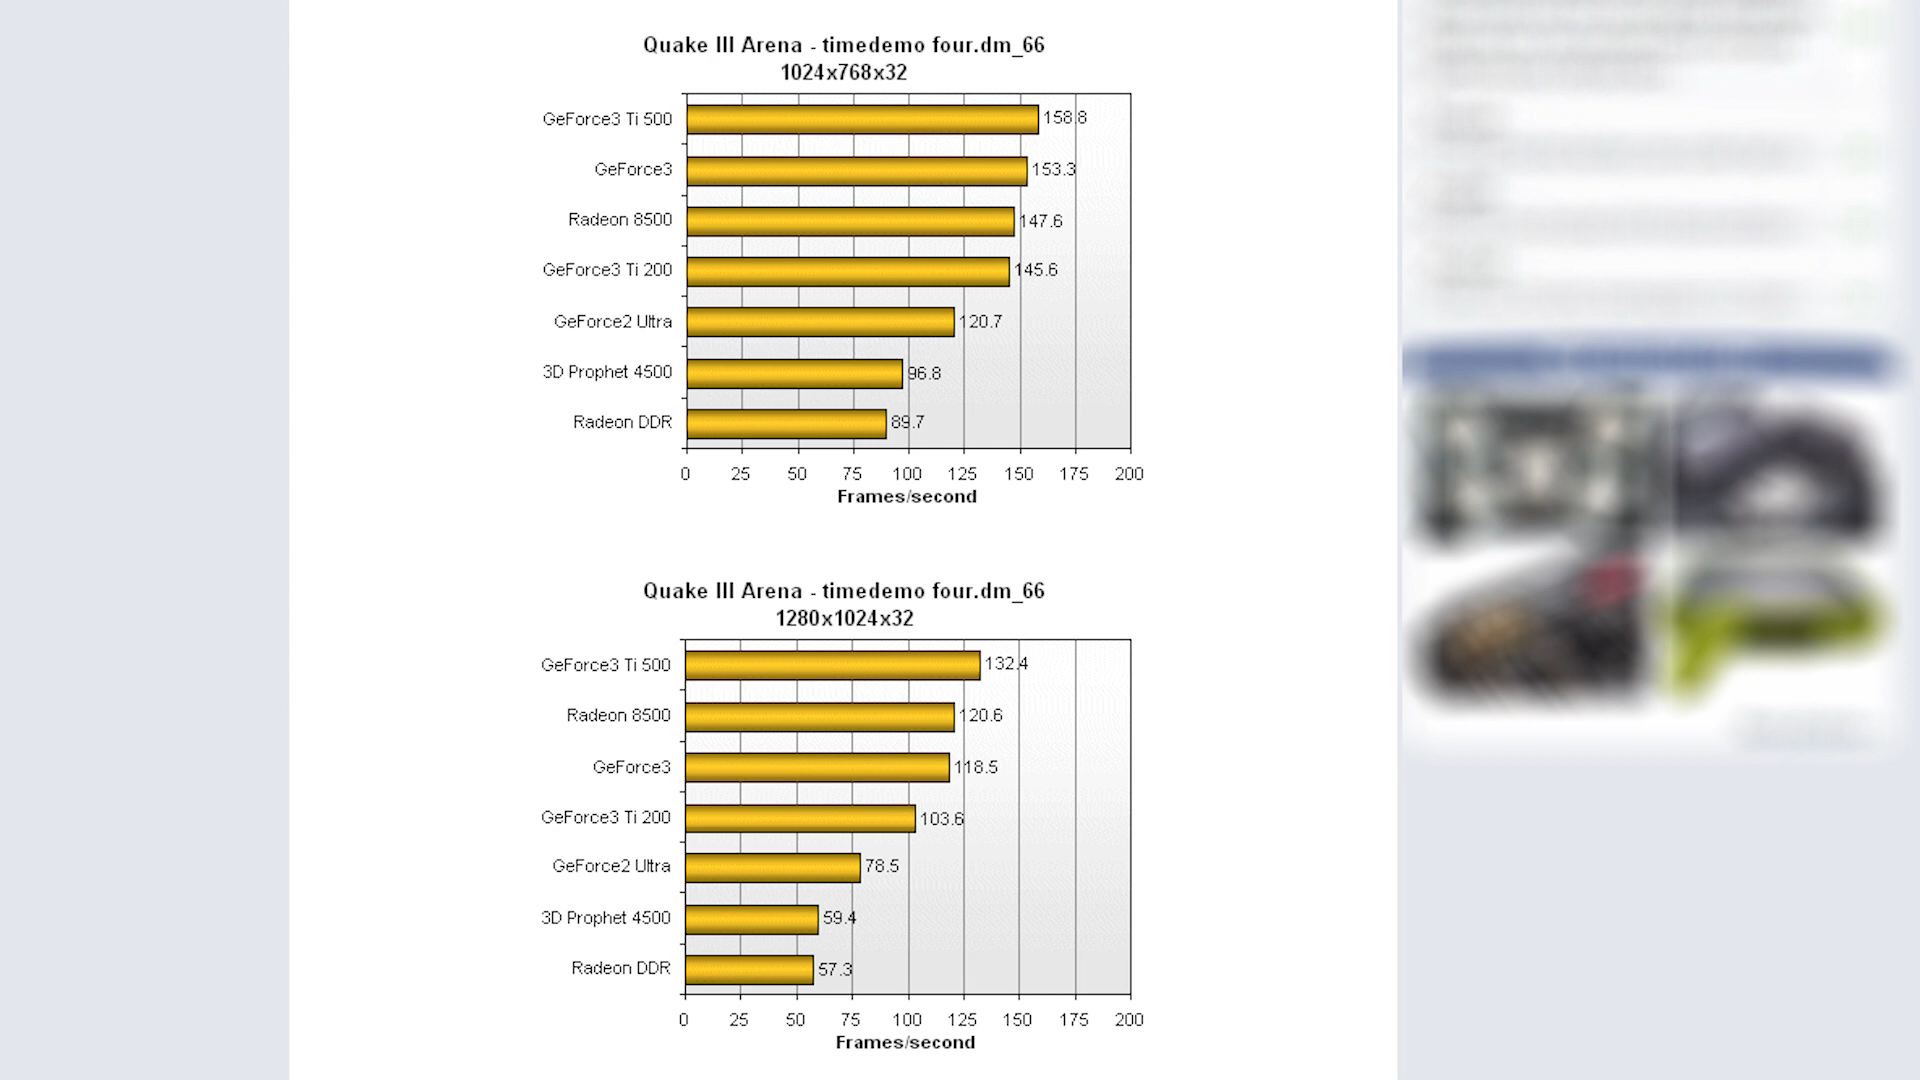 Quake III Arena - timedemo four.dm_66
1024x768x32
GeForce3 Ti 500 158.8
GeForce3 153.3
Radeon 8500 147.6
GeForce3 Ti 200 145.6
GeForce2 Ultra 120.7
3D Prophet 4500 96.8
Radeon DDR 89.7
0 25 50 75 100 125 150 175 200
Frames/second
Quake III Arena - timedemo four.dm_66
1280x1024x32
GeForce3 Ti 500 132.4
Radeon 8500 120.6
GeForce3 118.5
GeForce3 Ti 200 103.6
GeForce2 Ultra 78.5
3D Prophet 4500 59.4
Radeon DDR 57.3
0 25 50 75 100 125 150 175 200
Frames/second